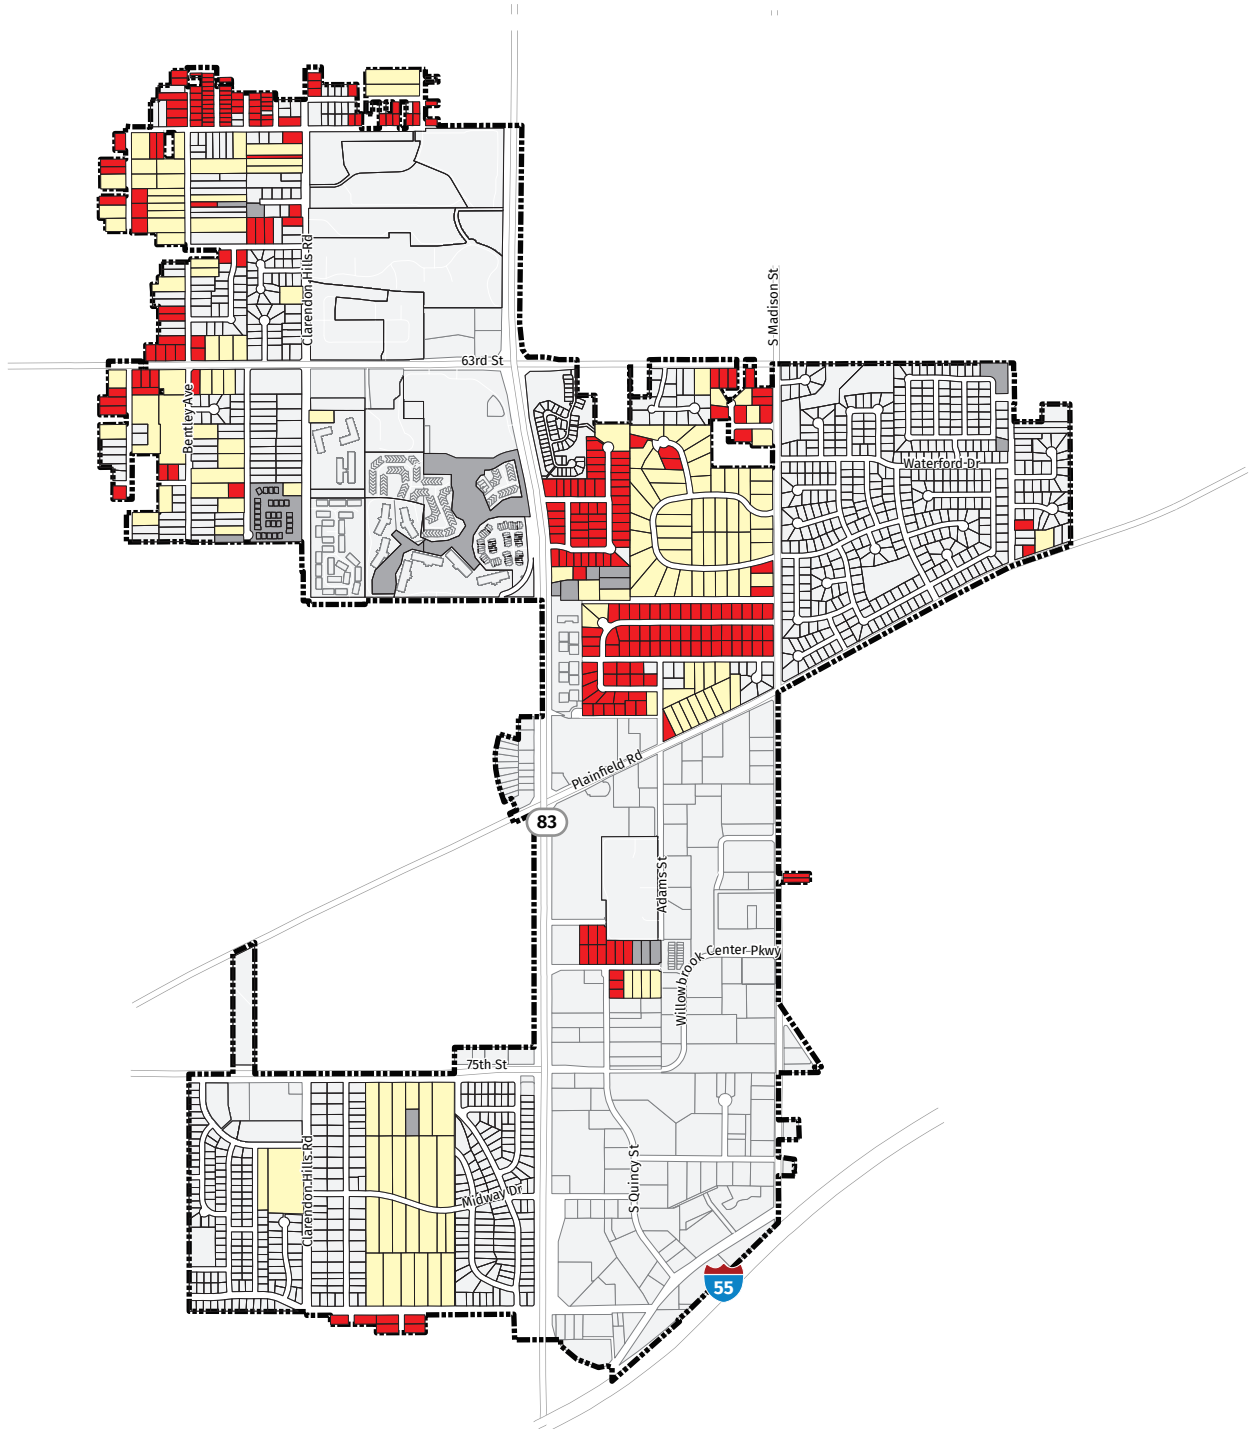 S Madison St
Clarendon Hills Rd
63rd St
Bentley Ave
Waterford Dr
Plainfield Rd
83
Adams St
Willowbrook Center Pkwy
75th St
Clarendon Hills Rd
Midway Dr
S Quincy St
55